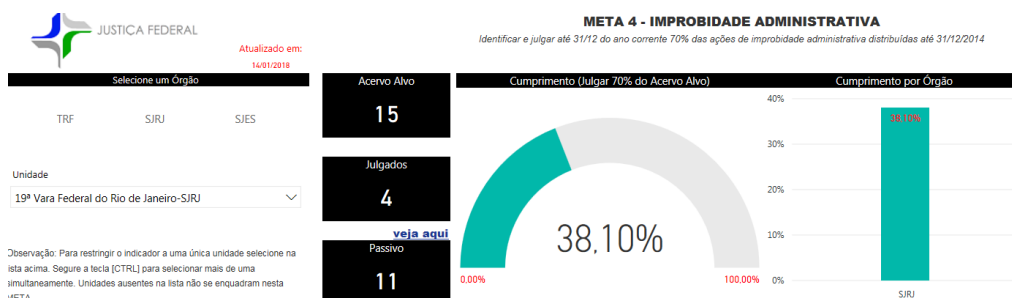 JUSTIÇA FEDERAL
Atualizado em:
14/01/2018
META 4 - IMPROBIDADE ADMINISTRATIVA
Identificar e julgar até 31/12 do ano corrente 70% das ações de improbidade administrativa distribuídas até 31/12/2014
Selecione um Órgão
TRF SJRJ SJES
Unidade
19ª Vara Federal do Rio de Janeiro-SJRJ
Observação: Para restringir o indicador a uma única unidade selecione na
lista acima. Segure a tecla [CTRL] para selecionar mais de uma
simultaneamente. Unidades ausentes na lista não se enquadram nesta
META.
Acervo Alvo
15
Julgados
4
veja aqui
Passivo
11
Cumprimento (Julgar 70% do Acervo Alvo)
38,10%
0.00% 100.00%
Cumprimento por Órgão
40%
38.10%
30%
20%
10%
0%
SJRJ